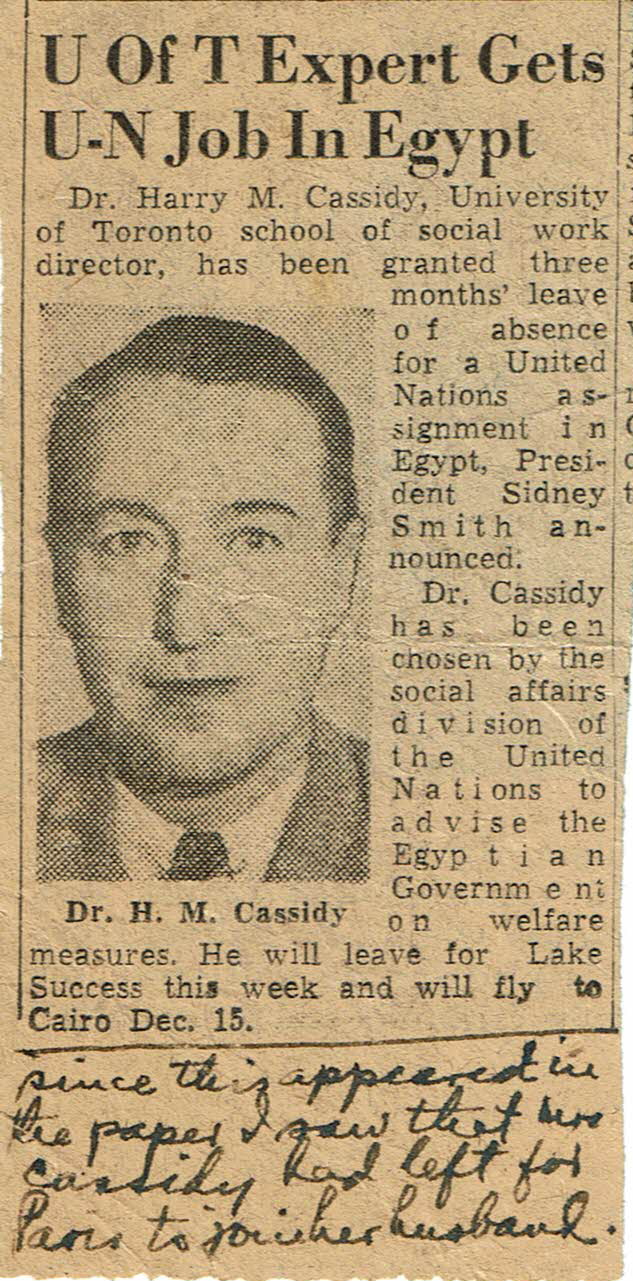 U Of T Expert Gets
U-N Job In Egypt
Dr. Harry M. Cassidy, University
of Toronto school of social work
director, has been granted three
months' leave
of absence
for a United
Nations as-
signment in
Egypt, Presi-
dent Sidney
Smith an-
nounced.
Dr. Cassidy
has been
chosen by the
social affairs
division of
the United
Nations to
advise the
Egyptian
Government
on welfare
Dr. H. M. Cassidy
measures. He will leave for Lake
Success this week and will fly to
Cairo Dec. 15.
since this appeared in
the paper I saw that Mrs
Cassidy had left for
Paris to join her husband.